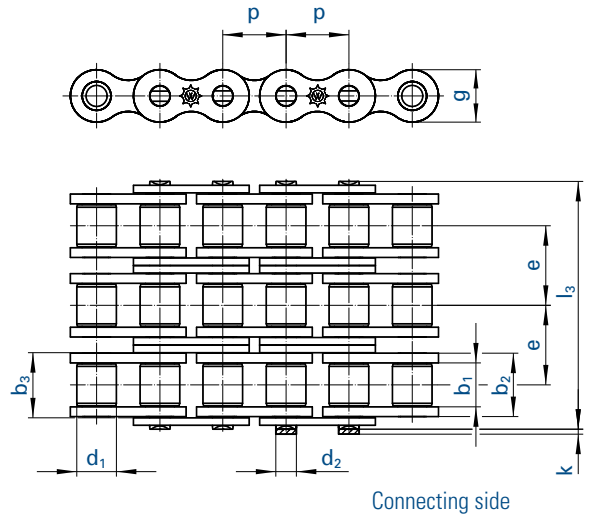 p p
g
e
e
l₃
b₃
b₁
b₂
d₁ d₂
k
Connecting side